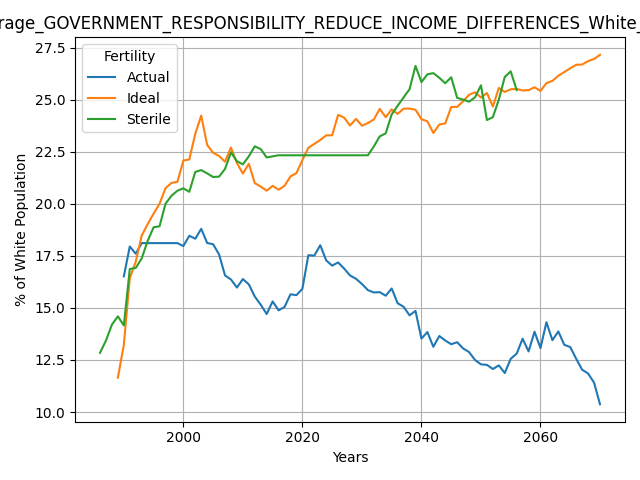 rage_GOVERNMENT_RESPONSIBILITY_REDUCE_INCOME_DIFFERENCES_White_
Fertility
Actual
Ideal
Sterile
27.5
25.0
22.5
20.0
17.5
15.0
12.5
10.0
% of White Population
2000
2020
2040
2060
Years